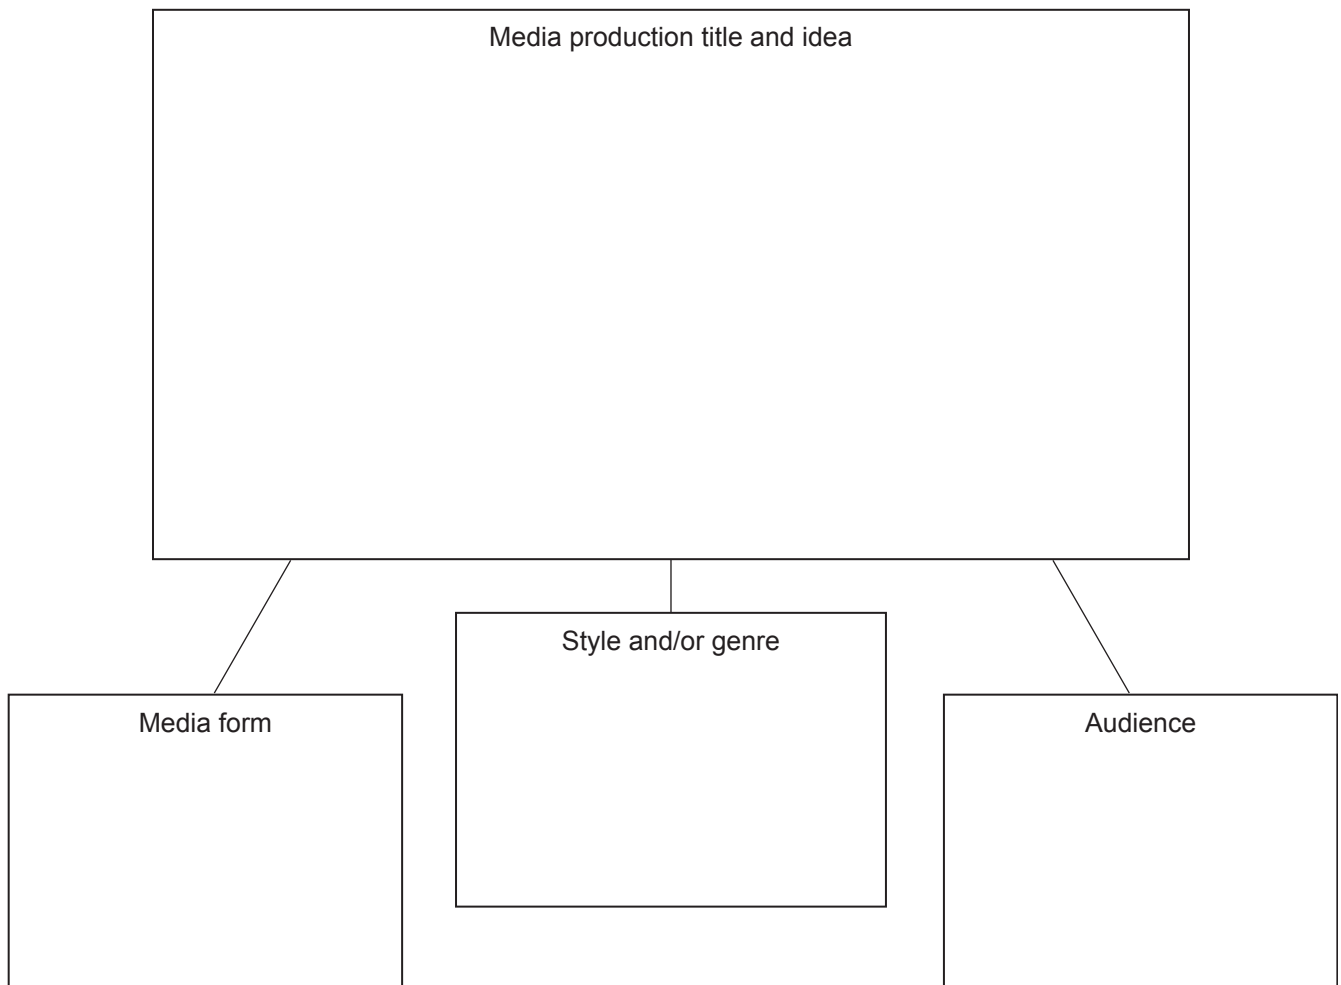 Media production title and idea
Style and/or genre
Media form
Audience